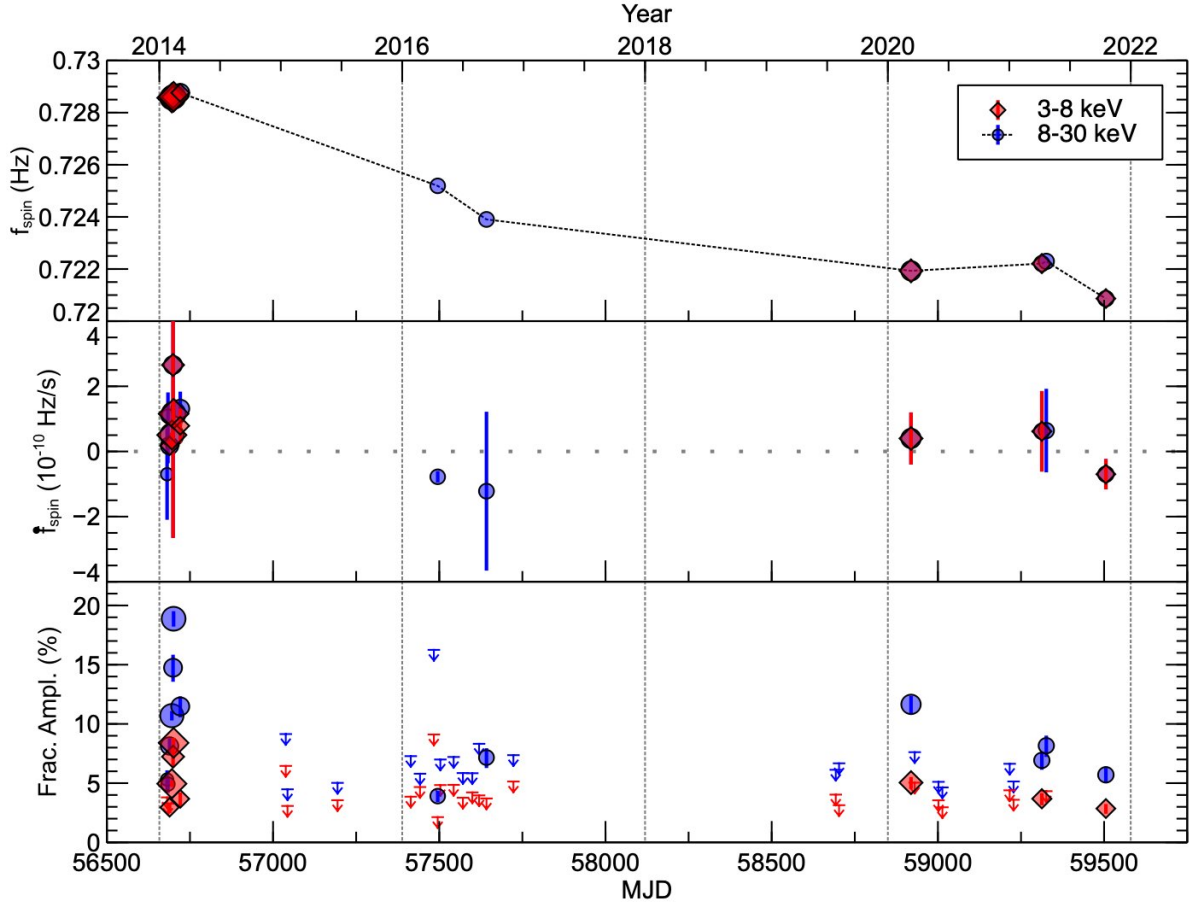 Year
2014 2016 2018 2020 2022
0.73
0.728
0.726
0.724
0.722
0.72
f_spin (Hz)
3-8 keV
8-30 keV
4
2
0
−2
−4
ḟ_spin (10^-10 Hz/s)
20
15
10
5
0
Frac. Ampl. (%)
56500 57000 57500 58000 58500 59000 59500
MJD